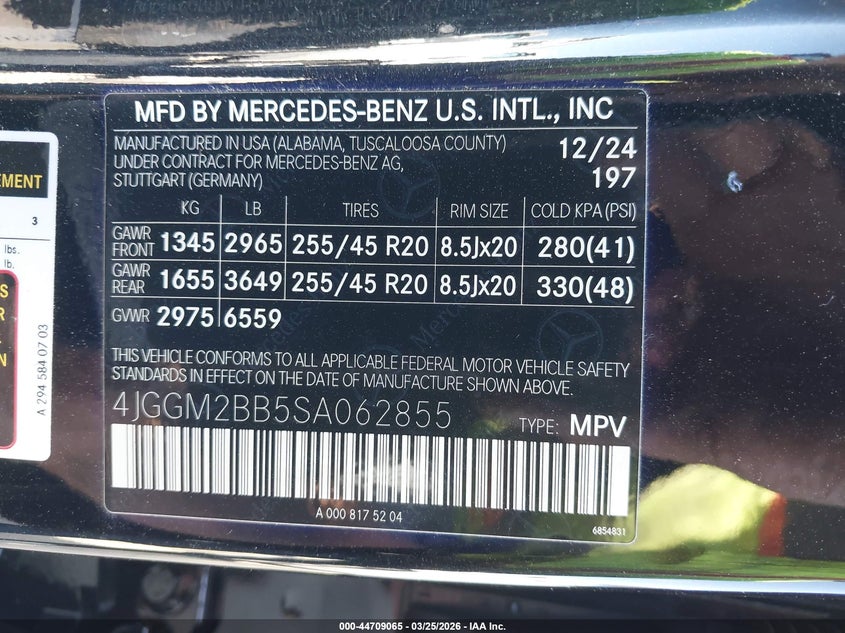 MFD BY MERCEDES-BENZ U.S. INTL., INC
MANUFACTURED IN USA (ALABAMA, TUSCALOOSA COUNTY) 12/24
UNDER CONTRACT FOR MERCEDES-BENZ AG, 197
STUTTGART (GERMANY)
KG LB TIRES RIM SIZE COLD KPA(PSI)
GAWR FRONT 1345 2965 255/45 R20 8.5Jx20 280(41)
GAWR REAR 1655 3649 255/45 R20 8.5Jx20 330(48)
GVWR 2975 6559
THIS VEHICLE CONFORMS TO ALL APPLICABLE FEDERAL MOTOR VEHICLE SAFETY
STANDARDS IN EFFECT ON THE DATE OF MANUFACTURE SHOWN ABOVE.
4JGGM2BB5SA062855 TYPE: MPV
A 000 817 52 04
6854831
EMENT
3
lbs.
lb.
S
R
N
A 294 584 07 03
000-44709065 | 03/25/2026 | IAA Inc.